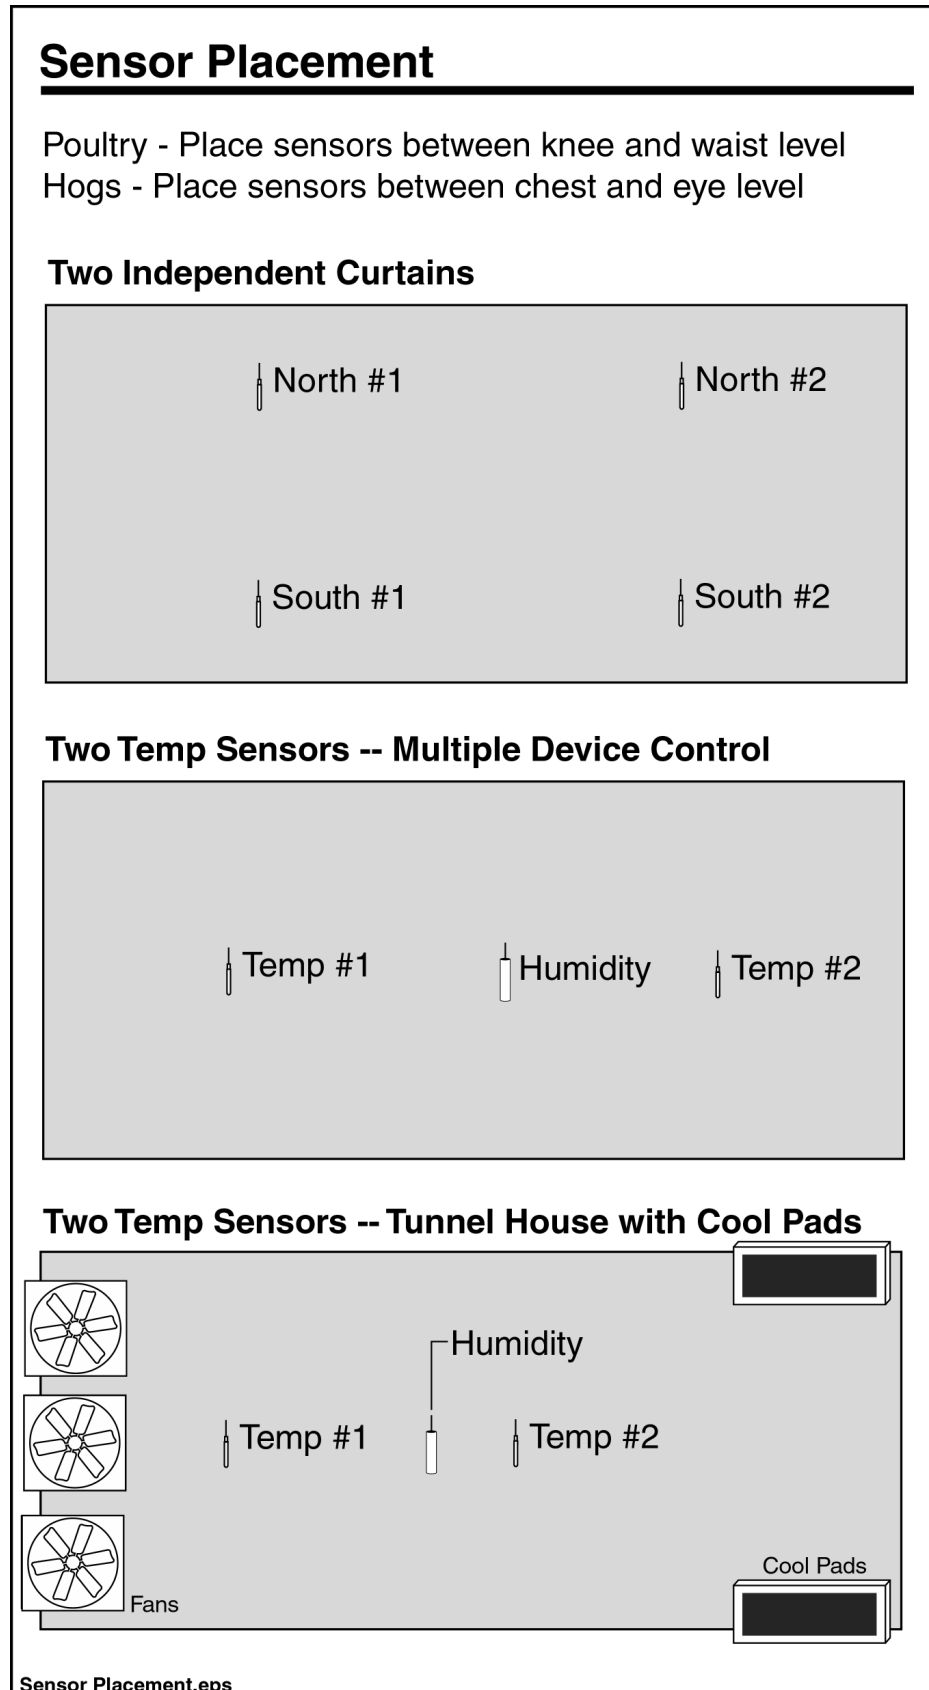 Sensor Placement
Poultry - Place sensors between knee and waist level
Hogs - Place sensors between chest and eye level
Two Independent Curtains
North #1
North #2
South #1
South #2
Two Temp Sensors -- Multiple Device Control
Temp #1
Humidity
Temp #2
Two Temp Sensors -- Tunnel House with Cool Pads
Humidity
Temp #1
Temp #2
Cool Pads
Fans
Sensor Placement.eps